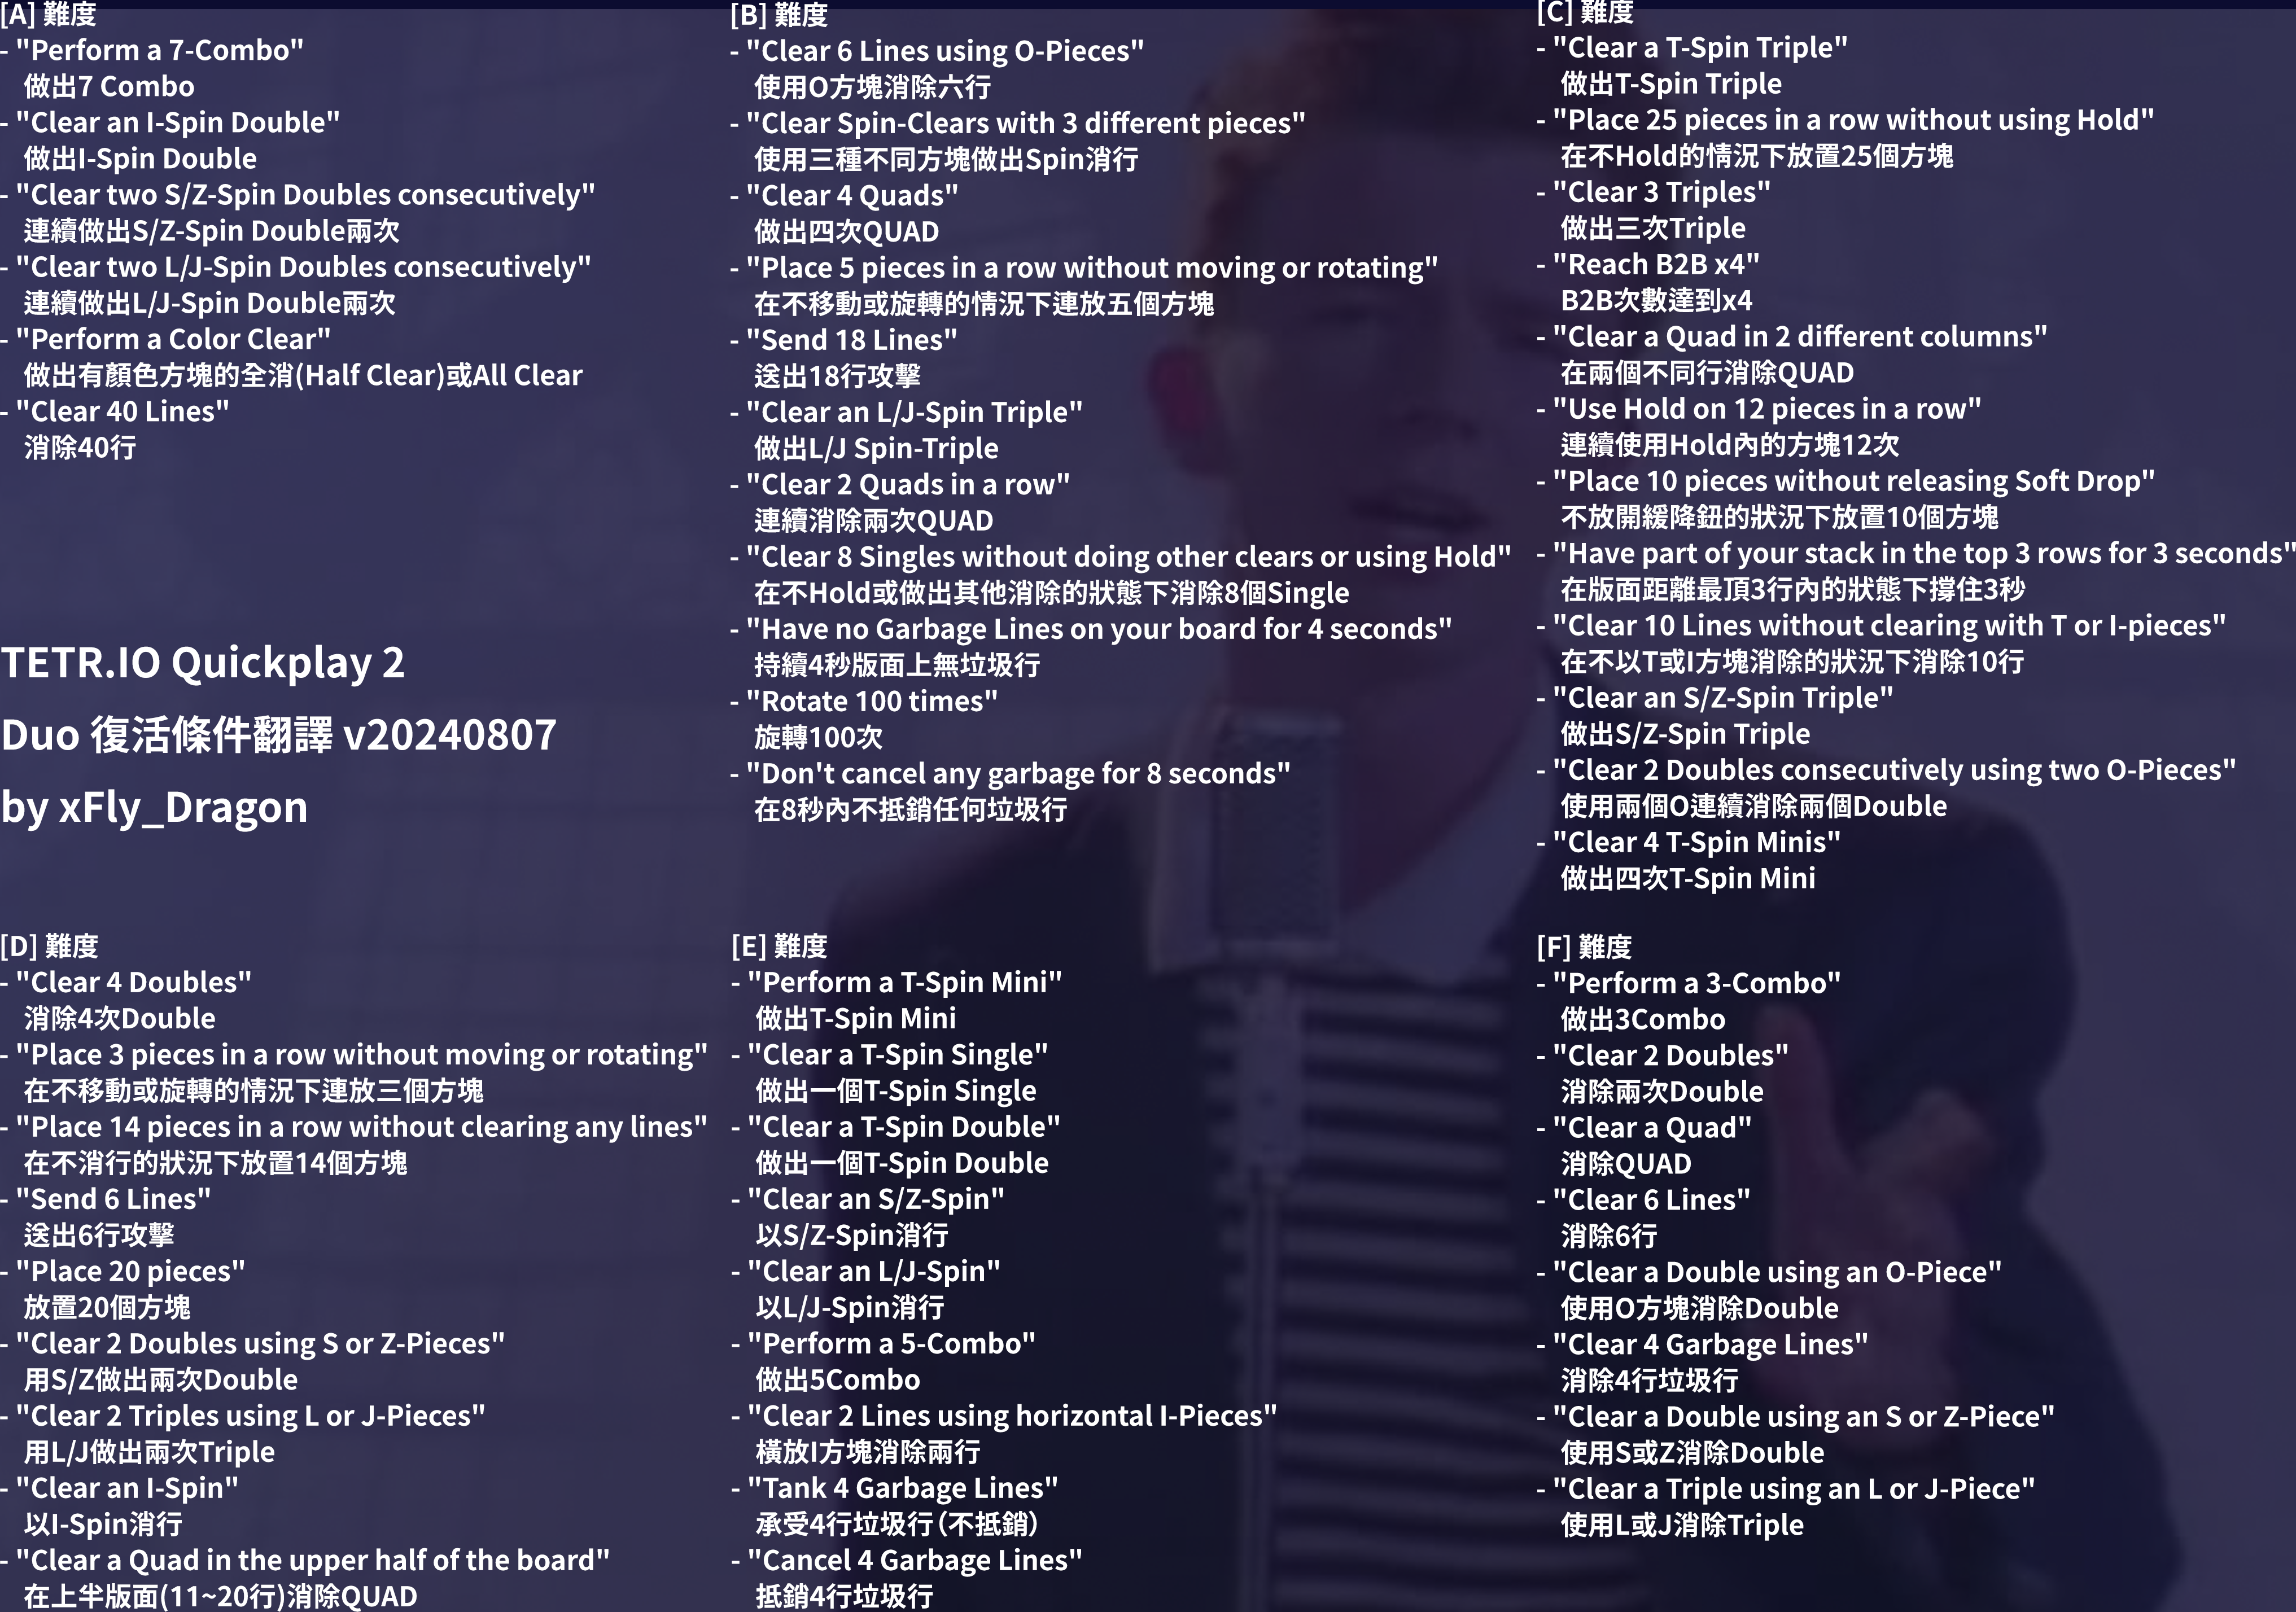 [A] 難度
- "Perform a 7-Combo"
做出7 Combo
- "Clear an I-Spin Double"
做出I-Spin Double
- "Clear two S/Z-Spin Doubles consecutively"
連續做出S/Z-Spin Double兩次
- "Clear two L/J-Spin Doubles consecutively"
連續做出L/J-Spin Double兩次
- "Perform a Color Clear"
做出有顏色方塊的全消(Half Clear)或All Clear
- "Clear 40 Lines"
消除40行
TETR.IO Quickplay 2
Duo 復活條件翻譯 v20240807
by xFly_Dragon
[B] 難度
- "Clear 6 Lines using O-Pieces"
使用O方塊消除六行
- "Clear Spin-Clears with 3 different pieces"
使用三種不同方塊做出Spin消行
- "Clear 4 Quads"
做出四次QUAD
- "Place 5 pieces in a row without moving or rotating"
在不移動或旋轉的情況下連放五個方塊
- "Send 18 Lines"
送出18行攻擊
- "Clear an L/J-Spin Triple"
做出L/J Spin-Triple
- "Clear 2 Quads in a row"
連續消除兩次QUAD
- "Clear 8 Singles without doing other clears or using Hold"
在不Hold或做出其他消除的狀態下消除8個Single
- "Have no Garbage Lines on your board for 4 seconds"
持續4秒版面上無垃圾行
- "Rotate 100 times"
旋轉100次
- "Don't cancel any garbage for 8 seconds"
在8秒內不抵銷任何垃圾行
[C] 難度
- "Clear a T-Spin Triple"
做出T-Spin Triple
- "Place 25 pieces in a row without using Hold"
在不Hold的情況下放置25個方塊
- "Clear 3 Triples"
做出三次Triple
- "Reach B2B x4"
B2B次數達到x4
- "Clear a Quad in 2 different columns"
在兩個不同行消除QUAD
- "Use Hold on 12 pieces in a row"
連續使用Hold內的方塊12次
- "Place 10 pieces without releasing Soft Drop"
不放開緩降鈕的狀況下放置10個方塊
- "Have part of your stack in the top 3 rows for 3 seconds"
在版面距離最頂3行內的狀態下撐住3秒
- "Clear 10 Lines without clearing with T or I-pieces"
在不以T或I方塊消除的狀況下消除10行
- "Clear an S/Z-Spin Triple"
做出S/Z-Spin Triple
- "Clear 2 Doubles consecutively using two O-Pieces"
使用兩個O連續消除兩個Double
- "Clear 4 T-Spin Minis"
做出四次T-Spin Mini
[D] 難度
- "Clear 4 Doubles"
消除4次Double
- "Place 3 pieces in a row without moving or rotating"
在不移動或旋轉的情況下連放三個方塊
- "Place 14 pieces in a row without clearing any lines"
在不消行的狀況下放置14個方塊
- "Send 6 Lines"
送出6行攻擊
- "Place 20 pieces"
放置20個方塊
- "Clear 2 Doubles using S or Z-Pieces"
用S/Z做出兩次Double
- "Clear 2 Triples using L or J-Pieces"
用L/J做出兩次Triple
- "Clear an I-Spin"
以I-Spin消行
- "Clear a Quad in the upper half of the board"
在上半版面(11~20行)消除QUAD
[E] 難度
- "Perform a T-Spin Mini"
做出T-Spin Mini
- "Clear a T-Spin Single"
做出一個T-Spin Single
- "Clear a T-Spin Double"
做出一個T-Spin Double
- "Clear an S/Z-Spin"
以S/Z-Spin消行
- "Clear an L/J-Spin"
以L/J-Spin消行
- "Perform a 5-Combo"
做出5Combo
- "Clear 2 Lines using horizontal I-Pieces"
橫放I方塊消除兩行
- "Tank 4 Garbage Lines"
承受4行垃圾行（不抵銷）
- "Cancel 4 Garbage Lines"
抵銷4行垃圾行
[F] 難度
- "Perform a 3-Combo"
做出3Combo
- "Clear 2 Doubles"
消除兩次Double
- "Clear a Quad"
消除QUAD
- "Clear 6 Lines"
消除6行
- "Clear a Double using an O-Piece"
使用O方塊消除Double
- "Clear 4 Garbage Lines"
消除4行垃圾行
- "Clear a Double using an S or Z-Piece"
使用S或Z消除Double
- "Clear a Triple using an L or J-Piece"
使用L或J消除Triple